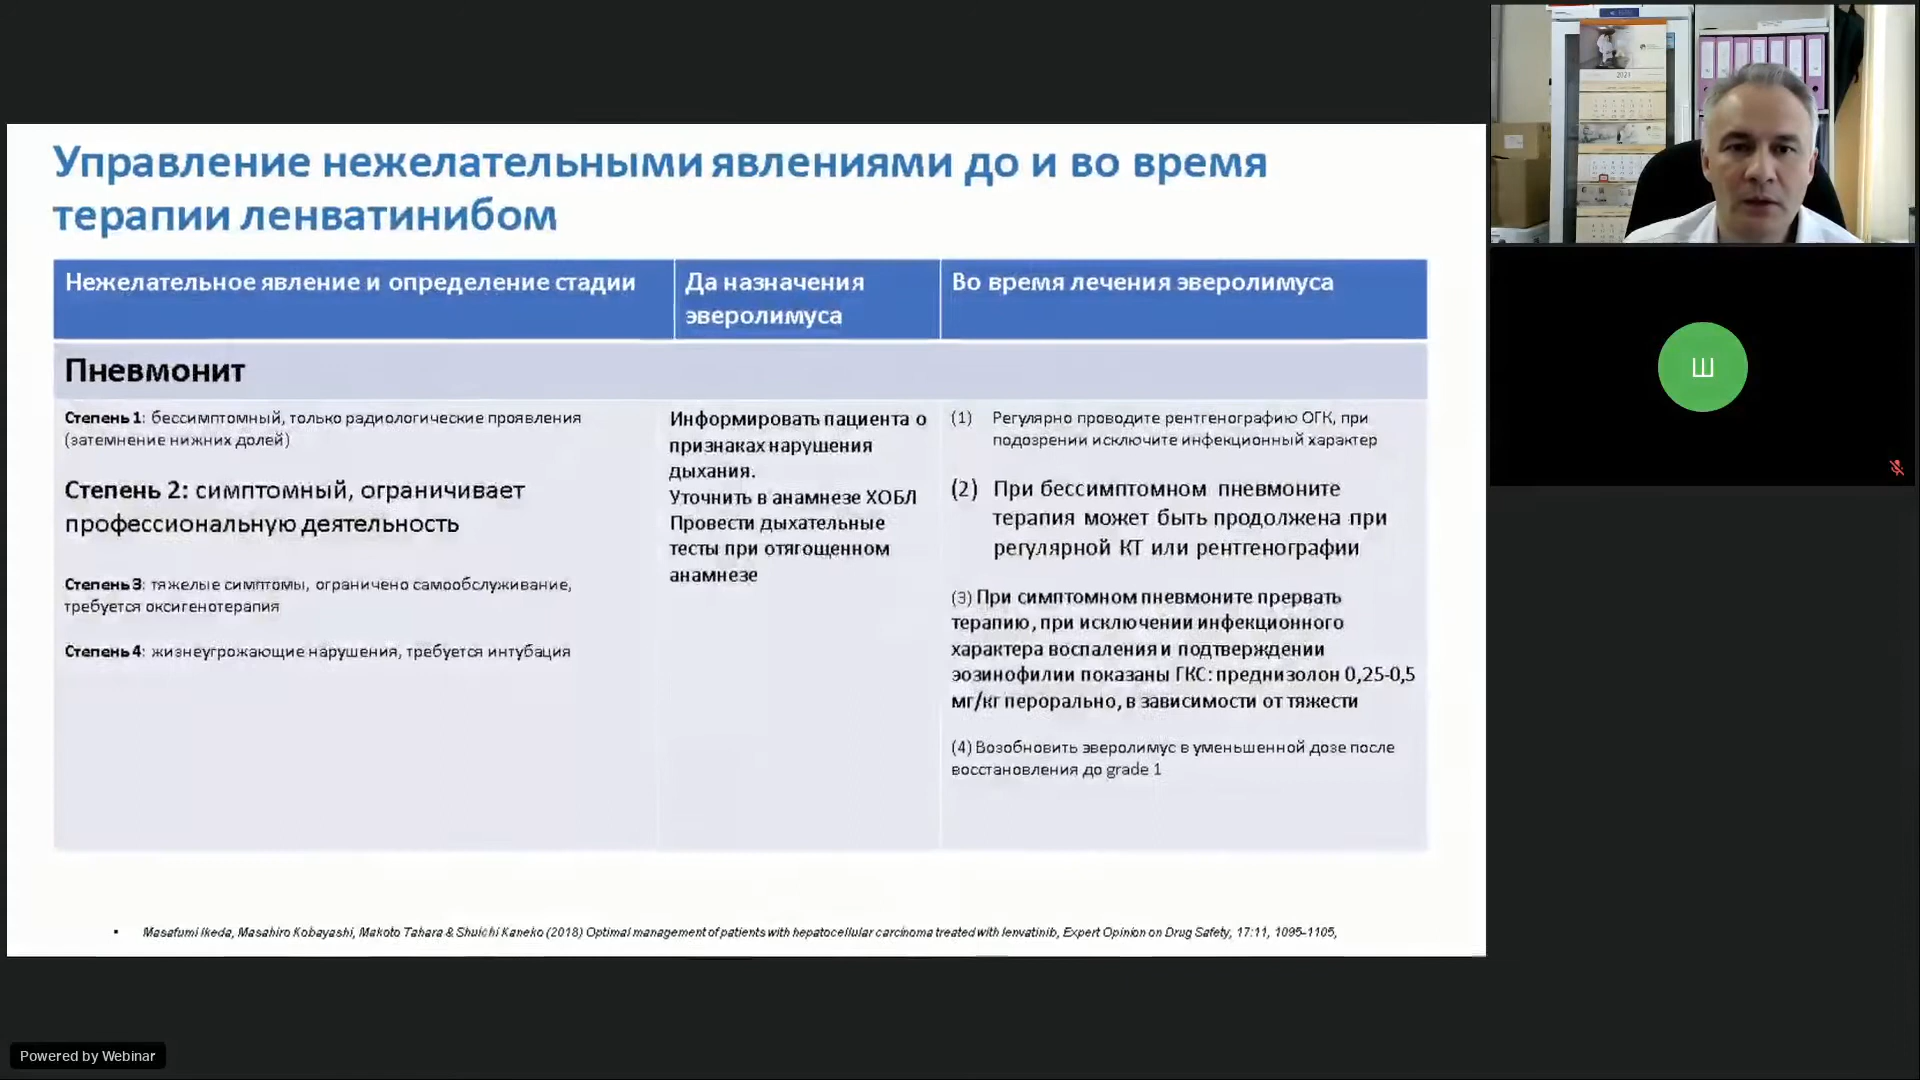 Управление нежелательными явлениями до и во время
терапии ленватинибом
Нежелательное явление и определение стадии
Да назначения
эверолимуса
Во время лечения эверолимуса
Пневмонит
Степень 1: бессимптомный, только радиологические проявления
(затемнение нижних долей)
Степень 2: симптомный, ограничивает
профессиональную деятельность
Степень 3: тяжелые симптомы, ограничено самообслуживание,
требуется оксигенотерапия
Степень 4: жизнеугрожающие нарушения, требуется интубация
Информировать пациента о
признаках нарушения
дыхания.
Уточнить в анамнезе ХОБЛ
Провести дыхательные
тесты при отягощенном
анамнезе
(1) Регулярно проводите рентгенографию ОГК, при
подозрении исключите инфекционный характер
(2) При бессимптомном пневмоните
терапия может быть продолжена при
регулярной КТ или рентгенографии
(3) При симптомном пневмоните прервать
терапию, при исключении инфекционного
характера воспаления и подтверждении
эозинофилии показаны ГКС: преднизолон 0,25-0,5
мг/кг перорально, в зависимости от тяжести
(4) Возобновить эверолимус в уменьшенной дозе после
восстановления до grade 1
• Masafumi Ikeda, Masahiro Kobayashi, Makoto Tahara & Shuichi Kaneko (2018) Optimal management of patients with hepatocellular carcinoma treated with lenvatinib, Expert Opinion on Drug Safety, 17:11, 1095-1105,
2021
Ш
Powered by Webinar